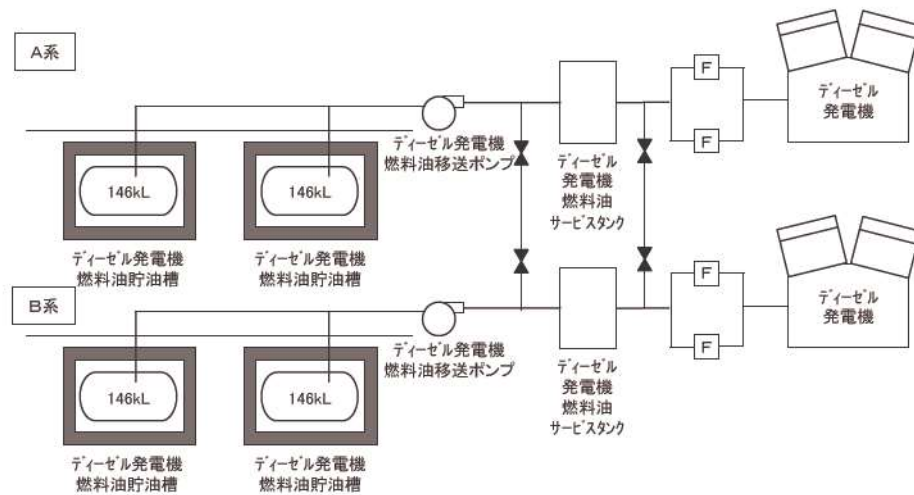 A系
F
ディーゼル
発電機
F
ディーゼル発電機
燃料油移送ポンプ
ディーゼル
発電機
燃料油
サービスタンク
146kL
146kL
ディーゼル発電機
燃料油貯油槽
ディーゼル発電機
燃料油貯油槽
B系
F
ディーゼル
発電機
F
ディーゼル発電機
燃料油移送ポンプ
ディーゼル
発電機
燃料油
サービスタンク
146kL
146kL
ディーゼル発電機
燃料油貯油槽
ディーゼル発電機
燃料油貯油槽